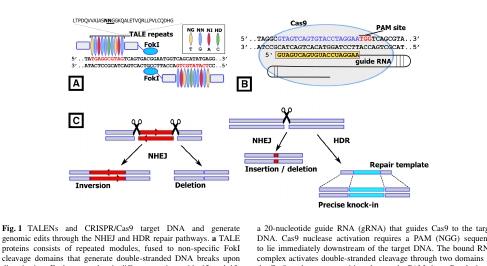 LTPDQVVAIASNNGGKQALETVQRLLPVLCQDHG
TALE repeats
FokI
NG NN NI HD
T G A C
5'...TATGAGGCGTAGTCAGTGACGGAATGGTCAGCATATGAGG...
3'...ATACTCCGCATCAGTCACTGCCTTACCAGTCGTATACTCC...
FokI
A
Cas9
PAM site
5'...TAGGCGTAGTCAGTGTACCTAGGAATGGTCAGCGTA...3'
3'...ATCCGCATCAGTCACATGGATCCTTACCAGTCGCAT...5'
5' GUAGUCAGUGUACCUAGGAA
guide RNA
B
C
NHEJ
Inversion
Deletion
NHEJ
HDR
Insertion / deletion
Repair template
Precise knock-in
Fig. 1 TALENs and CRISPR/Cas9 target DNA and generate
genomic edits through the NHEJ and HDR repair pathways. a TALE
proteins consists of repeated modules, fused to non-specific FokI
cleavage domains that generate double-stranded DNA breaks upon
a 20-nucleotide guide RNA (gRNA) that guides Cas9 to the targ
DNA. Cas9 nuclease activation requires a PAM (NGG) sequenc
to lie immediately downstream of the target DNA. The bound RN
complex activates double-stranded cleavage through two domains